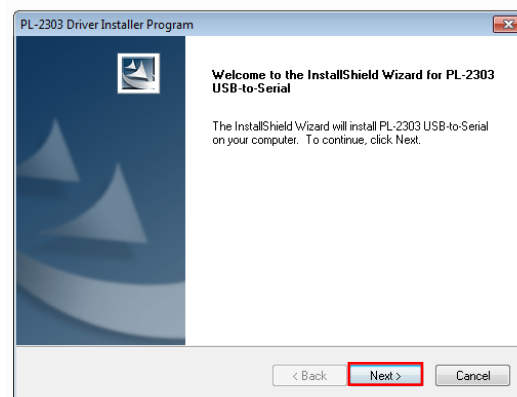 PL-2303 Driver Installer Program
Welcome to the InstallShield Wizard for PL-2303
USB-to-Serial
The InstallShield Wizard will install PL-2303 USB-to-Serial
on your computer. To continue, click Next.
< Back Next > Cancel